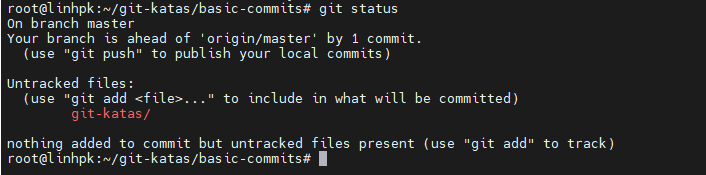 root@linhpk:~/git-katas/basic-commits# git status
On branch master
Your branch is ahead of 'origin/master' by 1 commit.
  (use "git push" to publish your local commits)

Untracked files:
  (use "git add <file>..." to include in what will be committed)
        git-katas/

nothing added to commit but untracked files present (use "git add" to track)
root@linhpk:~/git-katas/basic-commits#